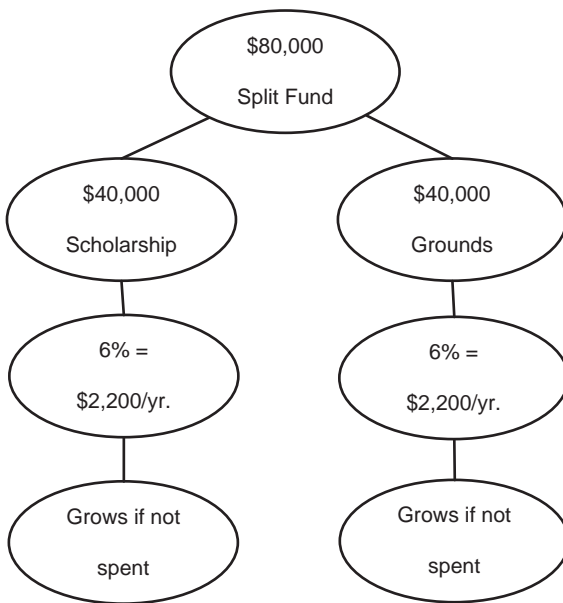 $80,000
Split Fund
$40,000
Scholarship
$40,000
Grounds
6% =
$2,200/yr.
6% =
$2,200/yr.
Grows if not
spent
Grows if not
spent